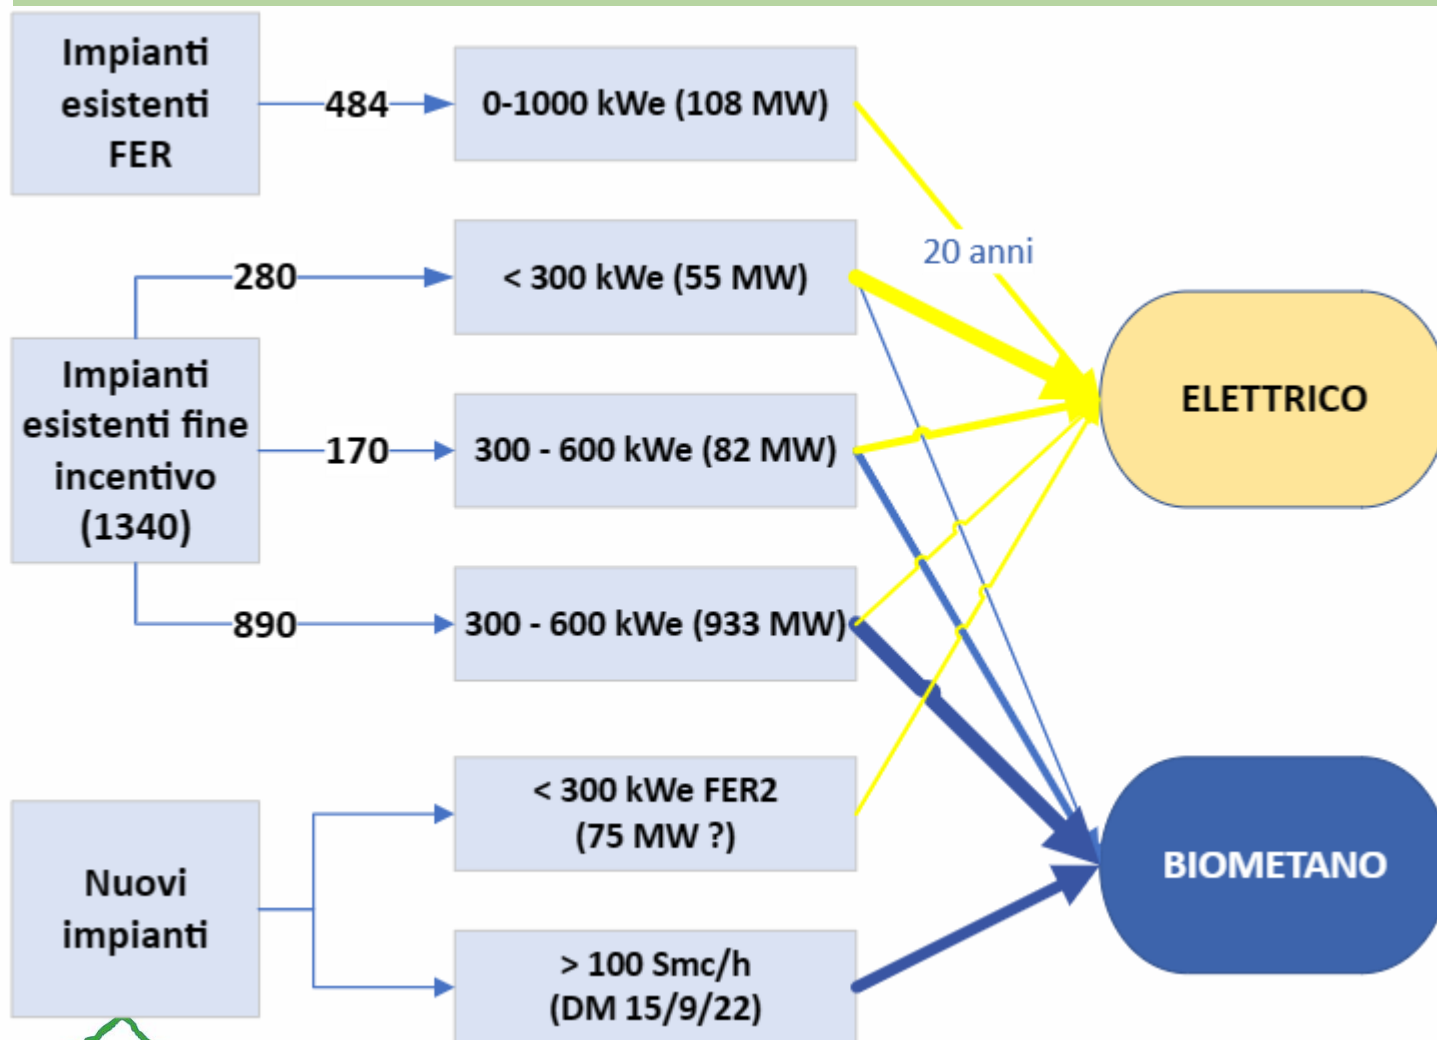 Impianti
esistenti
FER
484
0-1000 kWe (108 MW)
20 anni
280
< 300 kWe (55 MW)
Impianti
esistenti fine
incentivo
(1340)
170
300 - 600 kWe (82 MW)
890
300 - 600 kWe (933 MW)
ELETTRICO
Nuovi
impianti
< 300 kWe FER2
(75 MW ?)
> 100 Smc/h
(DM 15/9/22)
BIOMETANO